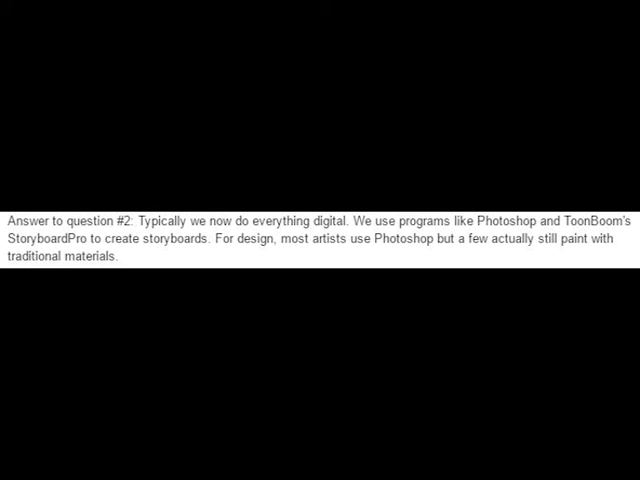 Answer to question #2: Typically we now do everything digital. We use programs like Photoshop and ToonBoom's
StoryboardPro to create storyboards. For design, most artists use Photoshop but a few actually still paint with
traditional materials.